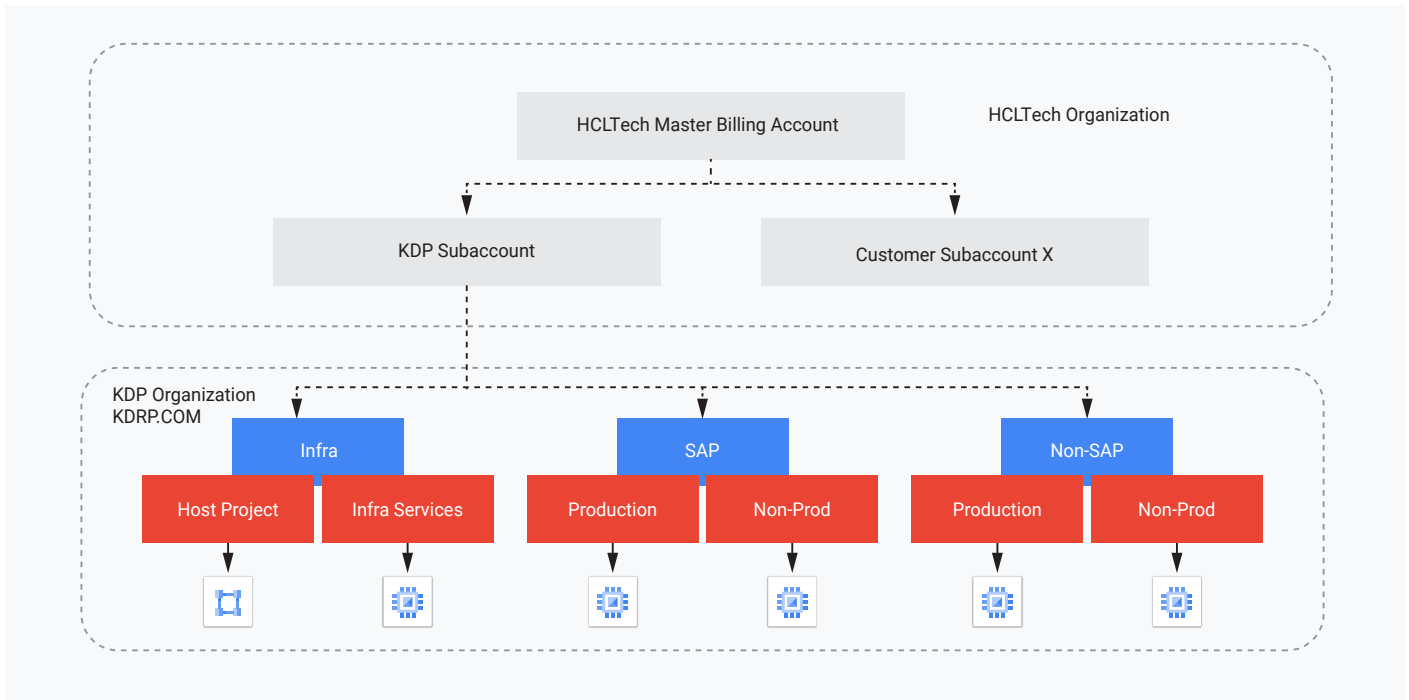 HCLTech Master Billing Account
HCLTech Organization
KDP Subaccount
Customer Subaccount X
KDP Organization
KDRP.COM
Infra
SAP
Non-SAP
Host Project
Infra Services
Production
Non-Prod
Production
Non-Prod